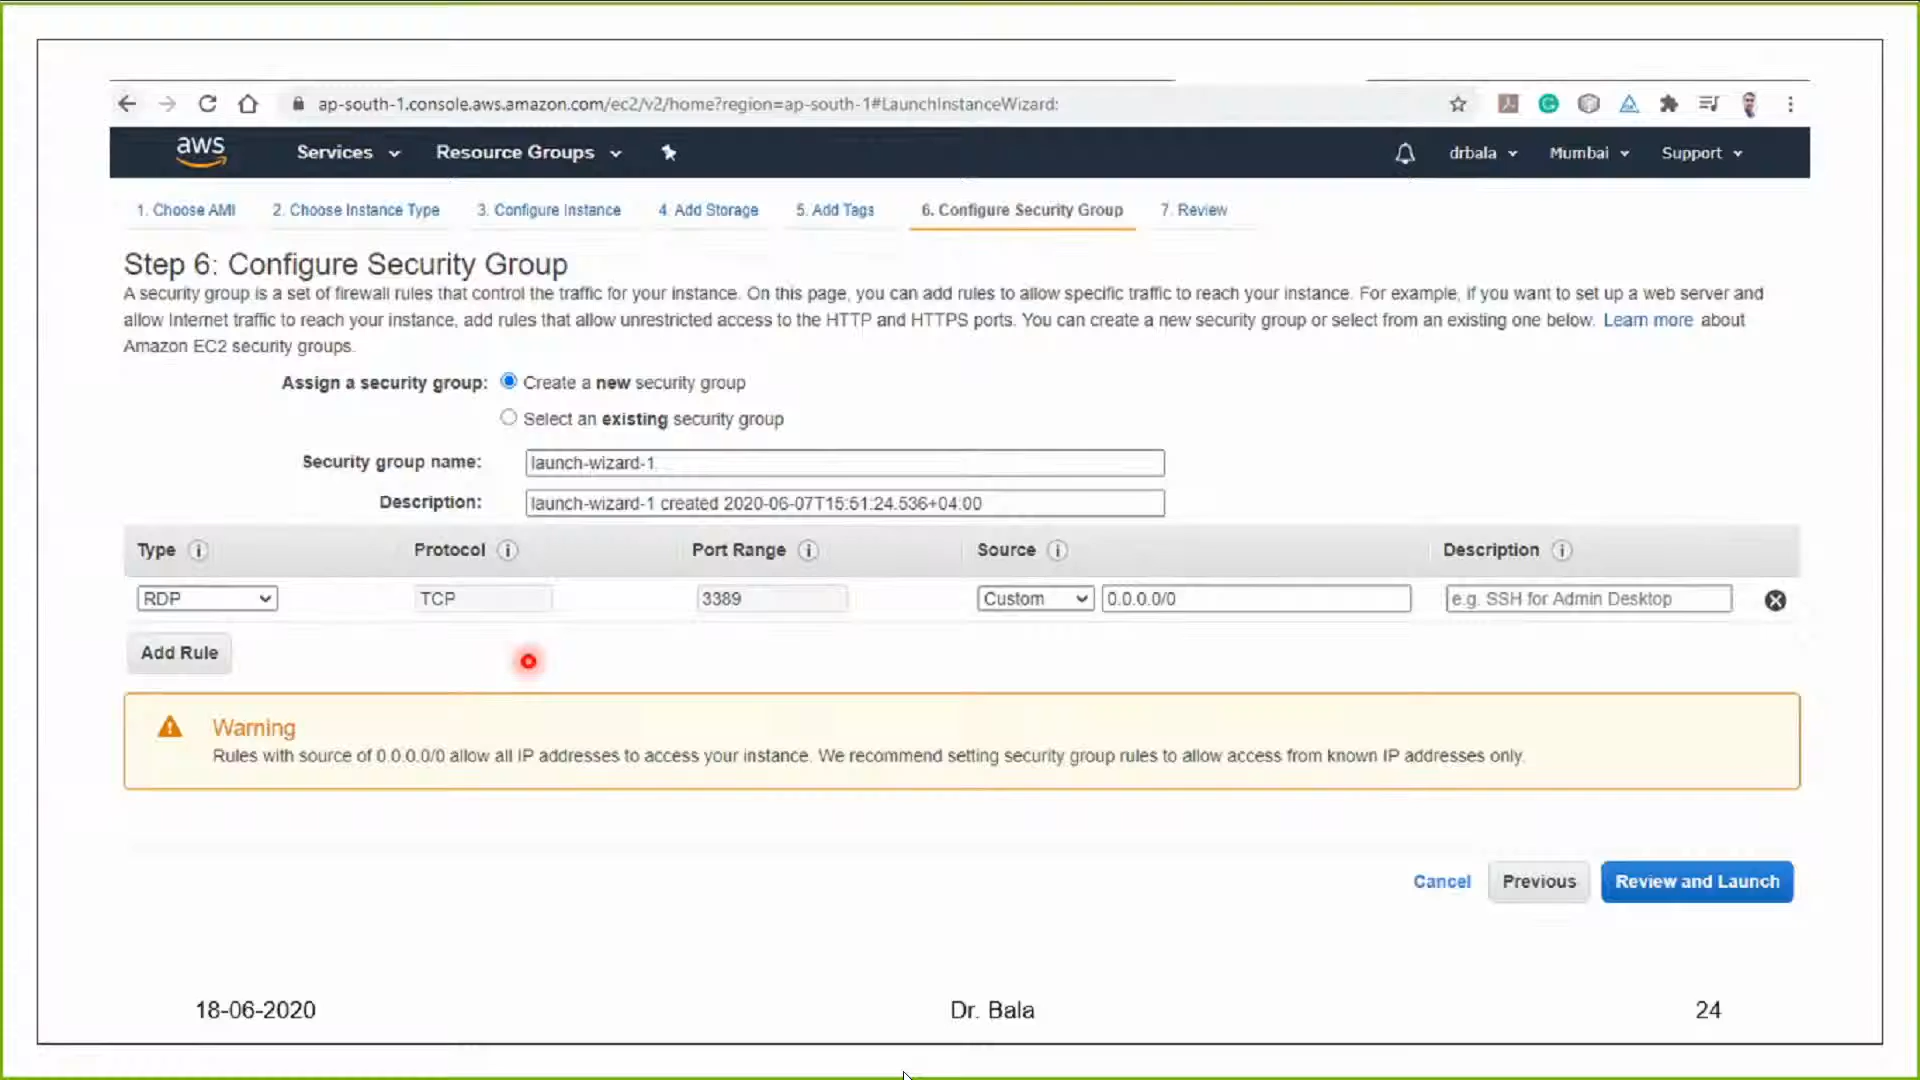 ap-south-1.console.aws.amazon.com/ec2/v2/home?region=ap-south-1#LaunchInstanceWizard:
aws Services Resource Groups drbala Mumbai Support
1. Choose AMI 2. Choose Instance Type 3. Configure Instance 4. Add Storage 5. Add Tags 6. Configure Security Group 7. Review
Step 6: Configure Security Group
A security group is a set of firewall rules that control the traffic for your instance. On this page, you can add rules to allow specific traffic to reach your instance. For example, if you want to set up a web server and
allow Internet traffic to reach your instance, add rules that allow unrestricted access to the HTTP and HTTPS ports. You can create a new security group or select from an existing one below. Learn more about
Amazon EC2 security groups.
Assign a security group: Create a new security group
Select an existing security group
Security group name: launch-wizard-1
Description: launch-wizard-1 created 2020-06-07T15:51:24.536+04:00
Type i Protocol i Port Range i Source i Description i
RDP TCP 3389 Custom 0.0.0.0/0 e.g. SSH for Admin Desktop
Add Rule
Warning
Rules with source of 0.0.0.0/0 allow all IP addresses to access your instance. We recommend setting security group rules to allow access from known IP addresses only.
Cancel Previous Review and Launch
18-06-2020 Dr. Bala 24